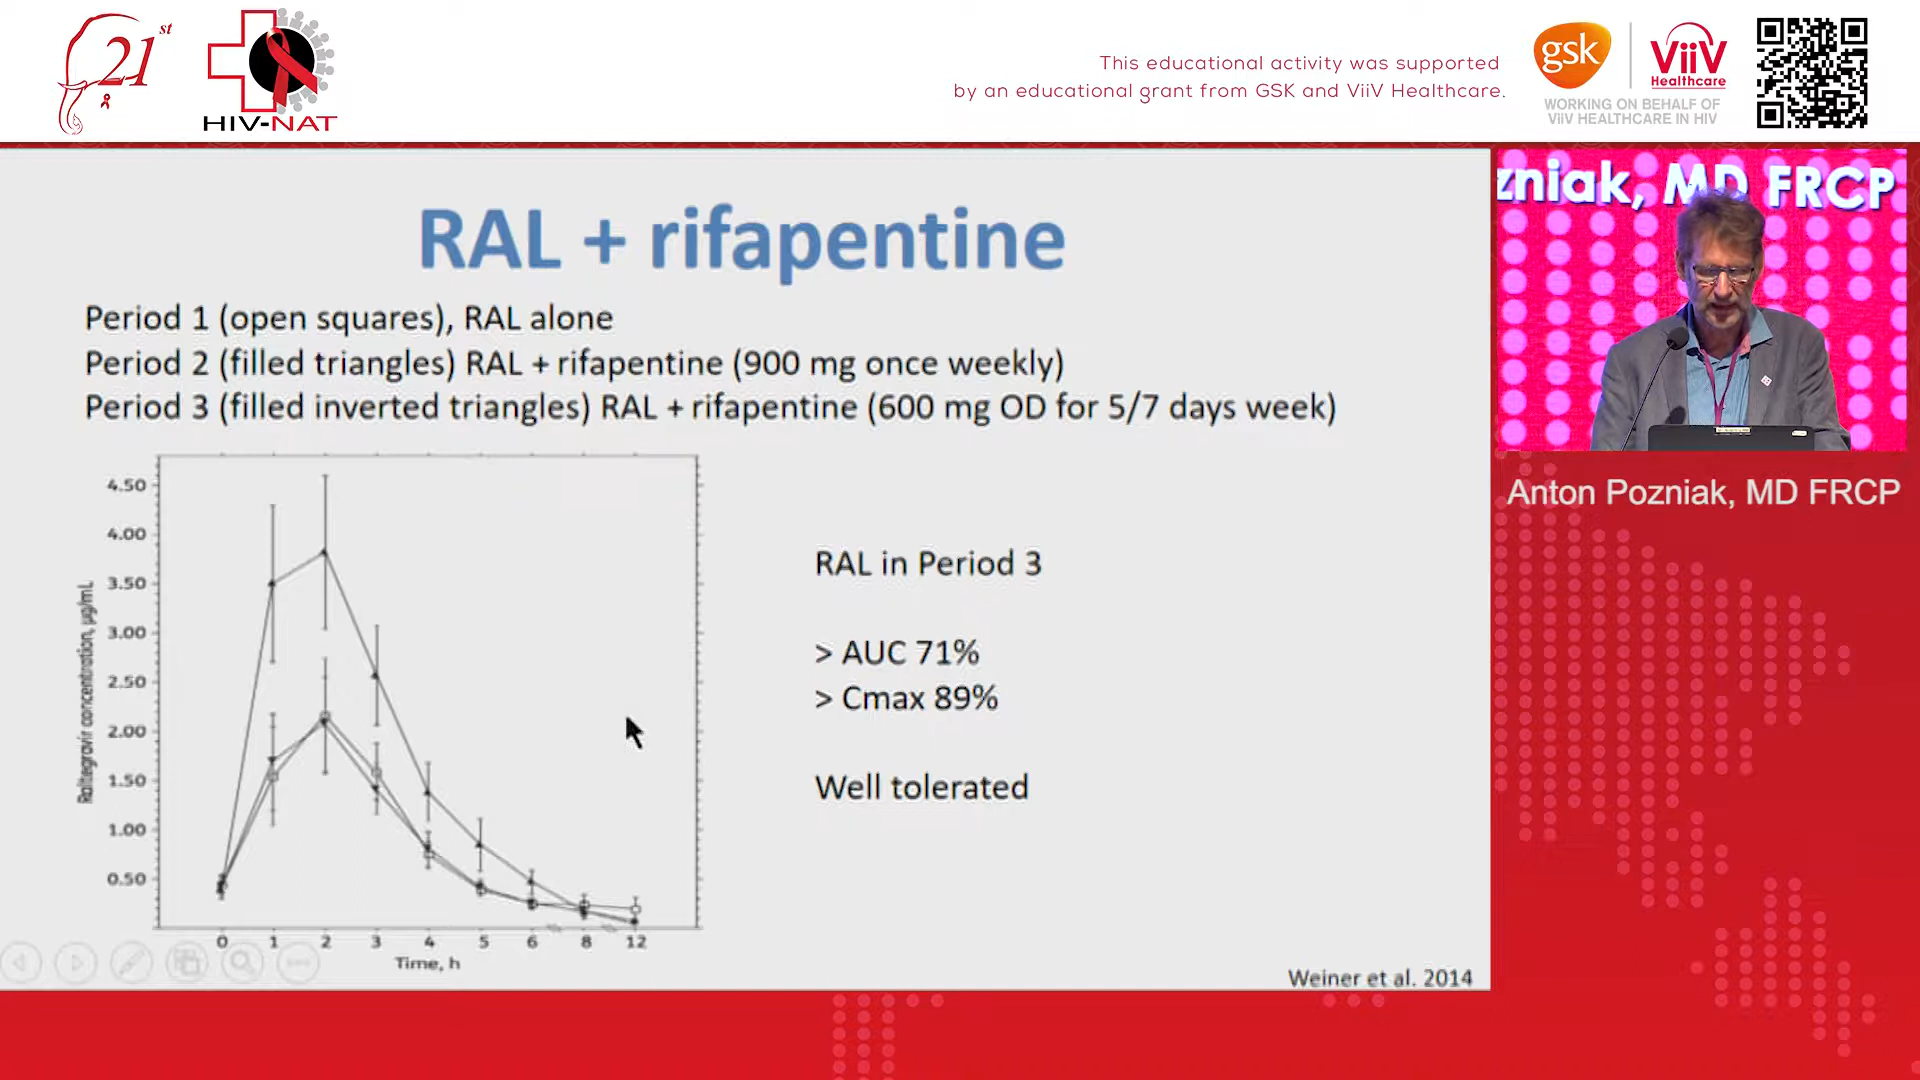 21st
HIV-NAT
This educational activity was supported
by an educational grant from GSK and ViiV Healthcare.
gsk
ViiV
Healthcare
WORKING ON BEHALF OF
ViiV HEALTHCARE IN HIV
zniak, MD FRCP
Anton Pozniak, MD FRCP
RAL + rifapentine
Period 1 (open squares), RAL alone
Period 2 (filled triangles) RAL + rifapentine (900 mg once weekly)
Period 3 (filled inverted triangles) RAL + rifapentine (600 mg OD for 5/7 days week)
Raltegravir concentration, µg/mL
4.50
4.00
3.50
3.00
2.50
2.00
1.50
1.00
0.50
0 1 2 3 4 5 6 8 12
Time, h
RAL in Period 3
> AUC 71%
> Cmax 89%
Well tolerated
Weiner et al. 2014